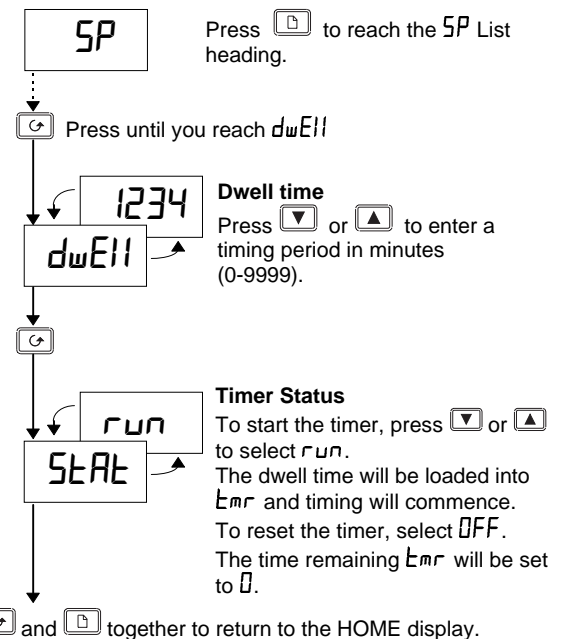 SP
Press to reach the SP List
heading.
Press until you reach dwEll
1234
dwEll
Dwell time
Press or to enter a
timing period in minutes
(0-9999).
run
StAt
Timer Status
To start the timer, press or
to select run.
The dwell time will be loaded into
tmr and timing will commence.
To reset the timer, select OFF.
The time remaining tmr will be set
to 0.
and together to return to the HOME display.